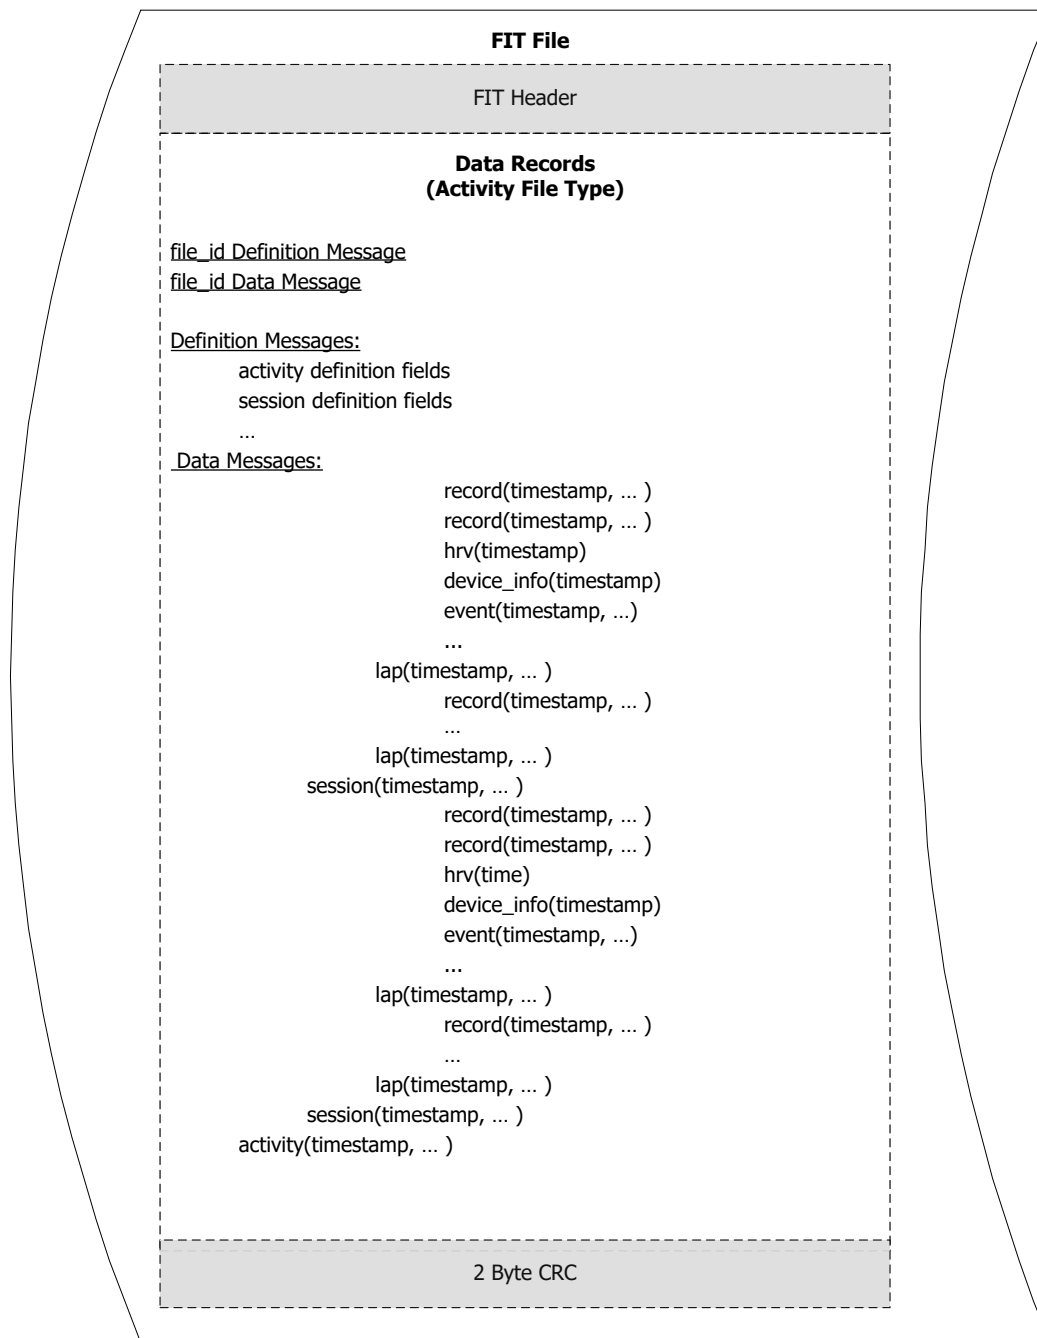 FIT File
FIT Header
Data Records
(Activity File Type)
file_id Definition Message
file_id Data Message
Definition Messages:
activity definition fields
session definition fields
...
Data Messages:
record(timestamp, ... )
record(timestamp, ... )
hrv(timestamp)
device_info(timestamp)
event(timestamp, ...)
...
lap(timestamp, ... )
record(timestamp, ... )
...
lap(timestamp, ... )
session(timestamp, ... )
record(timestamp, ... )
record(timestamp, ... )
hrv(time)
device_info(timestamp)
event(timestamp, ...)
...
lap(timestamp, ... )
record(timestamp, ... )
...
lap(timestamp, ... )
session(timestamp, ... )
activity(timestamp, ... )
2 Byte CRC